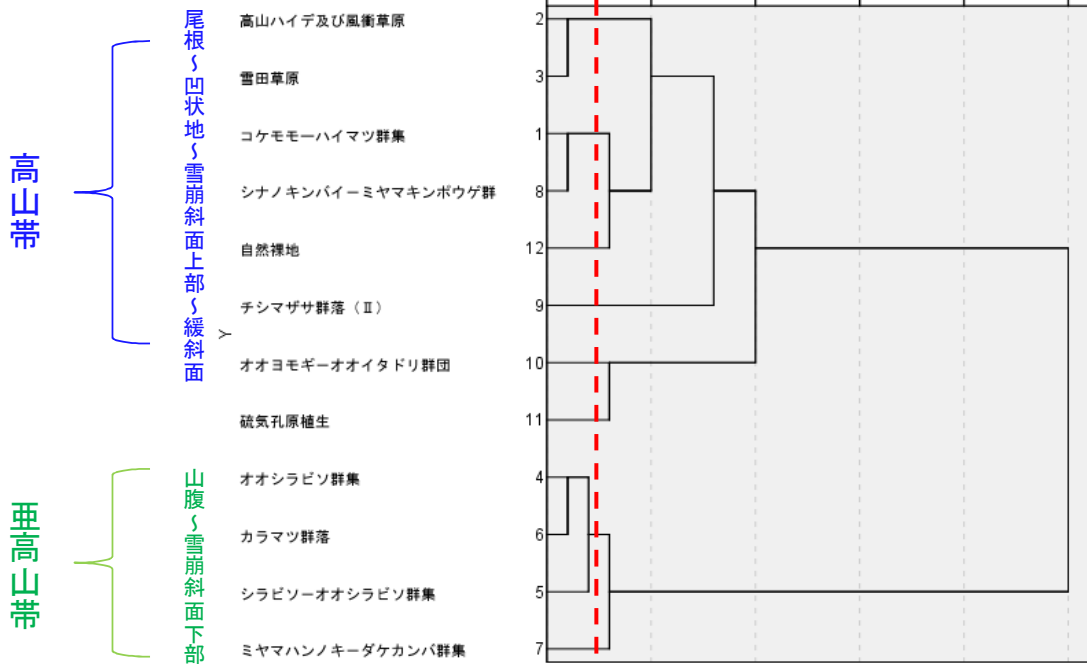 高山帯
尾根～凹状地～雪崩斜面上部～緩斜面
亜高山帯
山腹～雪崩斜面下部
Y
高山ハイデ及び風衝草原 2
雪田草原 3
コケモモーハイマツ群集 1
シナノキンバイーミヤマキンポウゲ群 8
自然裸地 12
チシマザサ群落（Ⅱ） 9
オオヨモギーオオイタドリ群団 10
硫気孔原植生 11
オオシラビソ群集 4
カラマツ群落 6
シラビソーオオシラビソ群集 5
ミヤマハンノキーダケカンバ群集 7